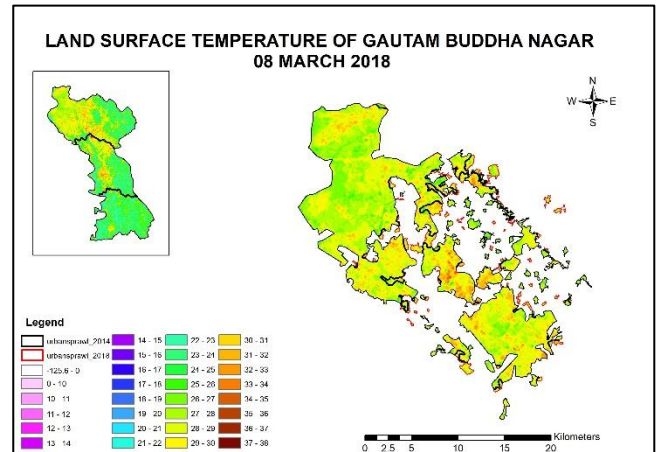 LAND SURFACE TEMPERATURE OF GAUTAM BUDDHA NAGAR
08 MARCH 2018
N
W E
S
Legend
urbansprawl_2014
urbansprawl_2018
-125.6 - 0
0 - 10
10 - 11
11 - 12
12 - 13
13 - 14
14 - 15
15 - 16
16 - 17
17 - 18
18 - 19
19 - 20
20 - 21
21 - 22
22 - 23
23 - 24
24 - 25
25 - 26
26 - 27
27 - 28
28 - 29
29 - 30
30 - 31
31 - 32
32 - 33
33 - 34
34 - 35
35 - 36
36 - 37
37 - 38
Kilometers
0 2.5 5 10 15 20